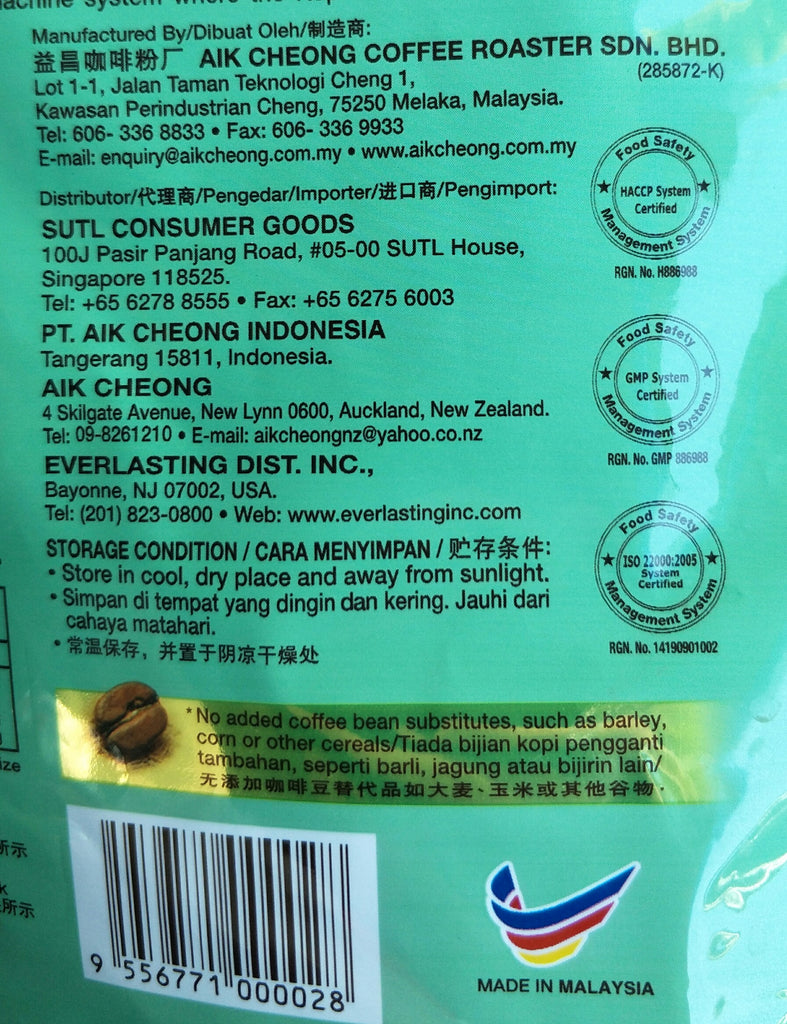 Manufactured By/Dibuat Oleh/制造商:
益昌咖啡粉厂 AIK CHEONG COFFEE ROASTER SDN. BHD.
(285872-K)
Lot 1-1, Jalan Taman Teknologi Cheng 1,
Kawasan Perindustrian Cheng, 75250 Melaka, Malaysia.
Tel: 606- 336 8833 • Fax: 606- 336 9933
E-mail: enquiry@aikcheong.com.my • www.aikcheong.com.my
Distributor/代理商/Pengedar/Importer/进口商/Pengimport:
SUTL CONSUMER GOODS
100J Pasir Panjang Road, #05-00 SUTL House,
Singapore 118525.
Tel: +65 6278 8555 • Fax: +65 6275 6003
PT. AIK CHEONG INDONESIA
Tangerang 15811, Indonesia.
AIK CHEONG
4 Skilgate Avenue, New Lynn 0600, Auckland, New Zealand.
Tel: 09-8261210 • E-mail: aikcheongnz@yahoo.co.nz
EVERLASTING DIST. INC.,
Bayonne, NJ 07002, USA.
Tel: (201) 823-0800 • Web: www.everlastinginc.com
Food Safety
HACCP System
Certified
Management System
RGN. No. H886988
Food Safety
GMP System
Certified
Management System
RGN. No. GMP 886988
Food Safety
ISO 22000:2005
System
Certified
Management System
RGN. No. 14190901002
STORAGE CONDITION / CARA MENYIMPAN / 贮存条件:
• Store in cool, dry place and away from sunlight.
• Simpan di tempat yang dingin dan kering. Jauhi dari
cahaya matahari.
• 常温保存，并置于阴凉干燥处
* No added coffee bean substitutes, such as barley,
corn or other cereals/Tiada bijian kopi pengganti
tambahan, seperti barli, jagung atau bijirin lain/
无添加咖啡豆替代品如大麦、玉米或其他谷物.
所示
所示
9 556771 000028
MADE IN MALAYSIA